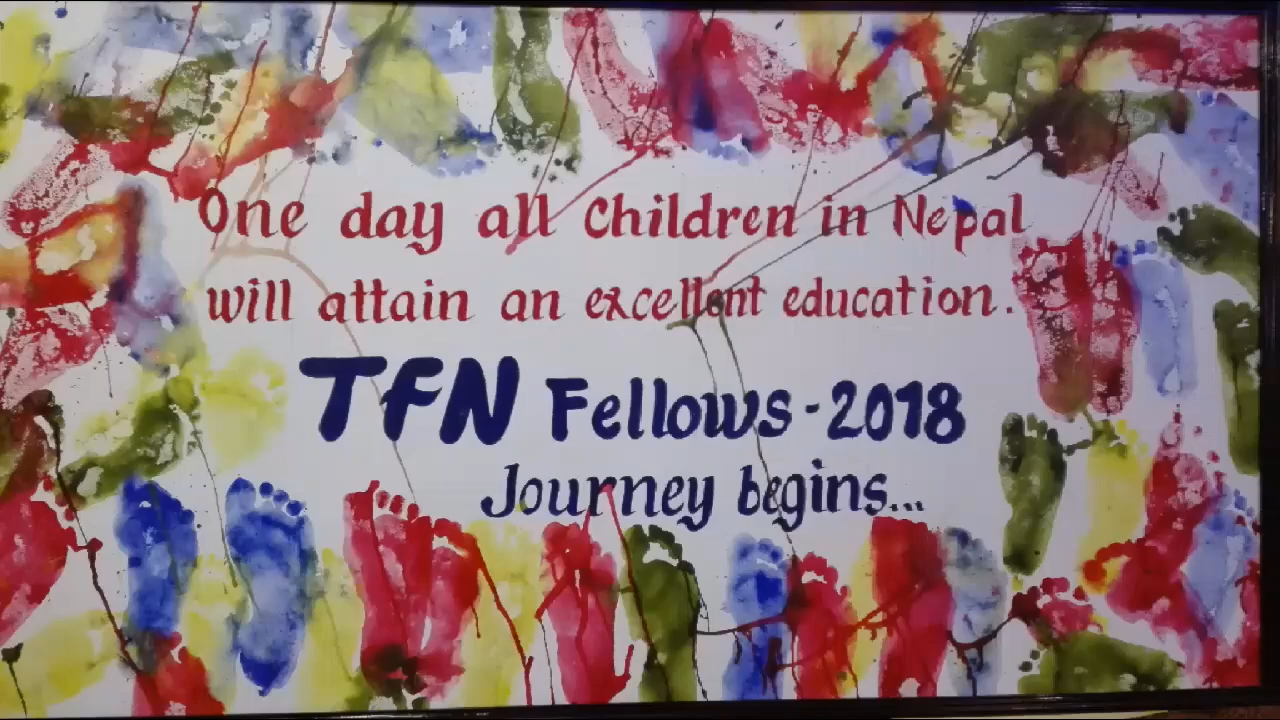 One day all children in Nepal
will attain an excellent education.
TFN Fellows - 2018
Journey begins...